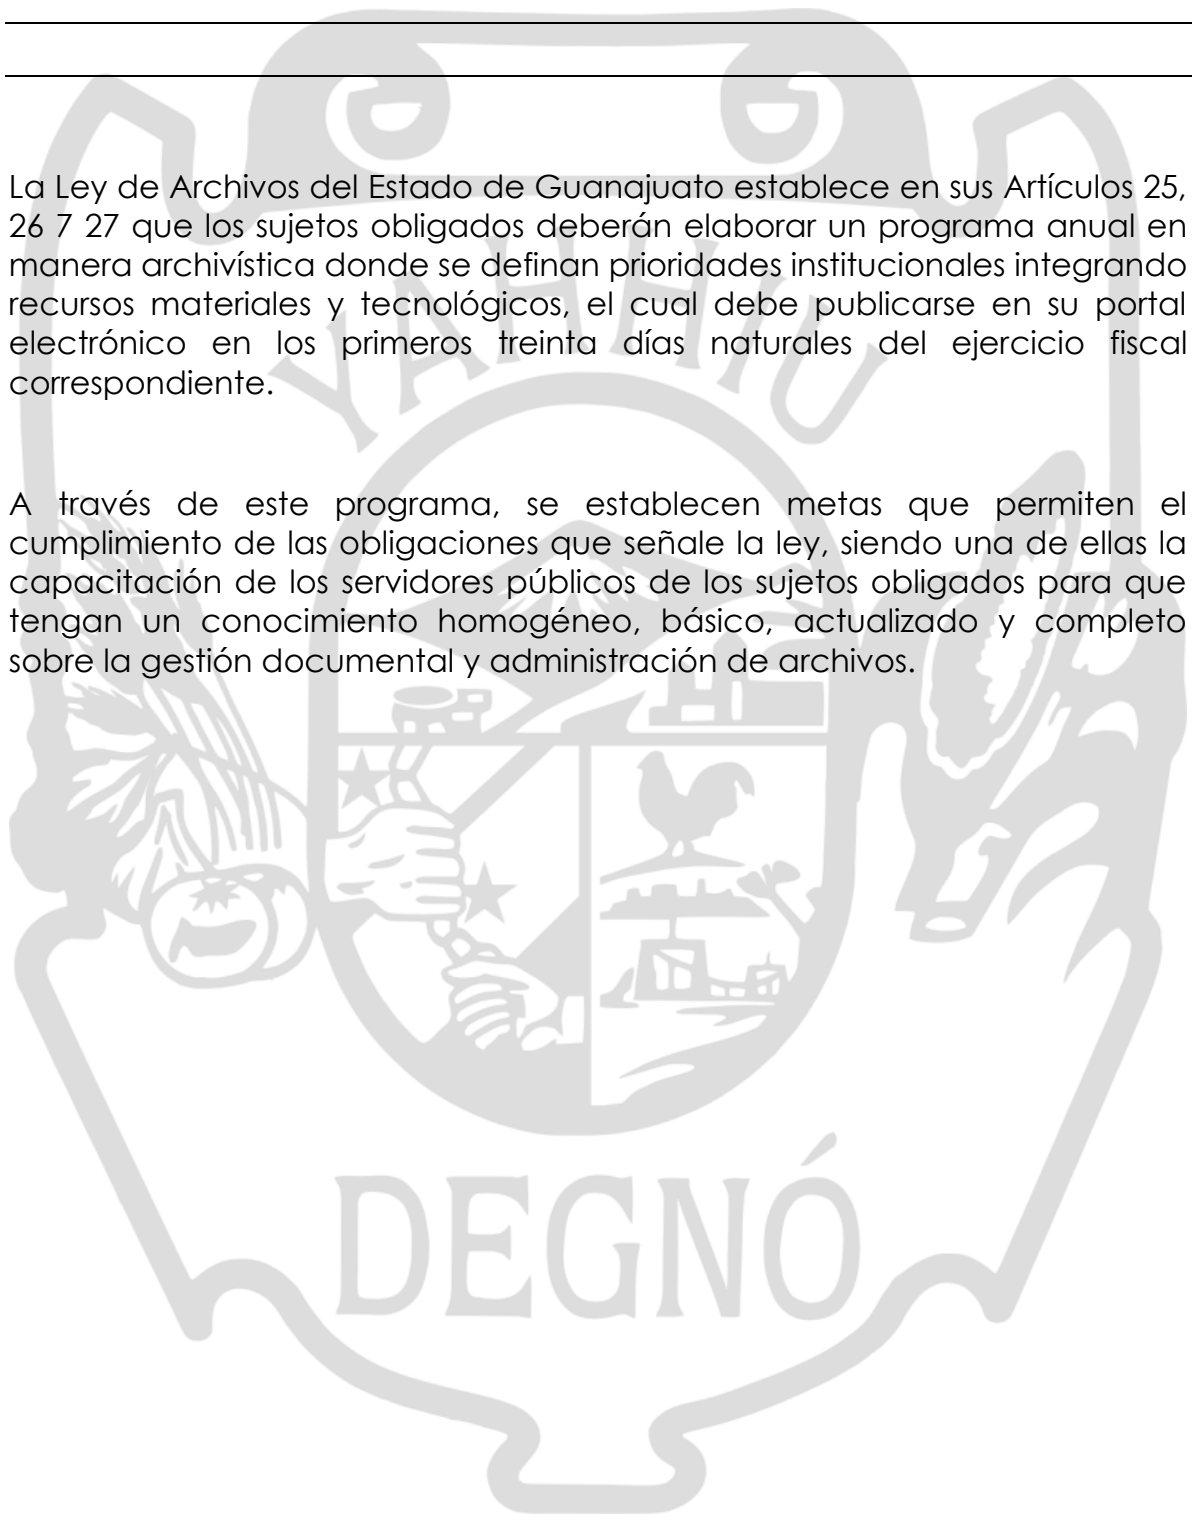 La Ley de Archivos del Estado de Guanajuato establece en sus Artículos 25,
26 7 27 que los sujetos obligados deberán elaborar un programa anual en
manera archivística donde se definan prioridades institucionales integrando
recursos materiales y tecnológicos, el cual debe publicarse en su portal
electrónico en los primeros treinta días naturales del ejercicio fiscal
correspondiente.
YAHHU
A través de este programa, se establecen metas que permiten el
cumplimiento de las obligaciones que señale la ley, siendo una de ellas la
capacitación de los servidores públicos de los sujetos obligados para que
tengan un conocimiento homogéneo, básico, actualizado y completo
sobre la gestión documental y administración de archivos.
DEGNÓ